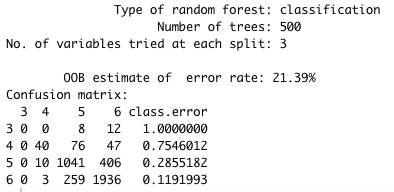 Type of random forest: classification
Number of trees: 500
No. of variables tried at each split: 3
OOB estimate of error rate: 21.39%
Confusion matrix:
3 4 5 6 class.error
3 0 0 8 12 1.0000000
4 0 40 76 47 0.7546012
5 0 10 1041 406 0.2855182
6 0 3 259 1936 0.1191993